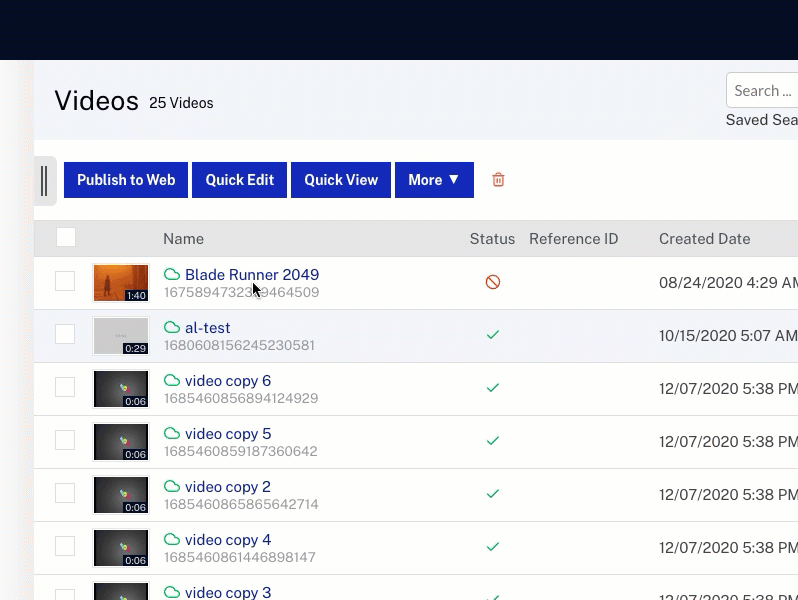 Videos 25 Videos
Search ...
Saved Sea
Publish to Web Quick Edit Quick View More ▼
Name Status Reference ID Created Date
1:40 Blade Runner 2049 08/24/2020 4:29 AM
0:29 al-test 10/15/2020 5:07 AM
1680608156245230581
0:06 video copy 6 12/07/2020 5:38 PM
1685460856894124929
0:06 video copy 5 12/07/2020 5:38 PM
1685460859187360642
0:06 video copy 2 12/07/2020 5:38 PM
1685460865865642714
0:06 video copy 4 12/07/2020 5:38 PM
1685460861446898147
video copy 3